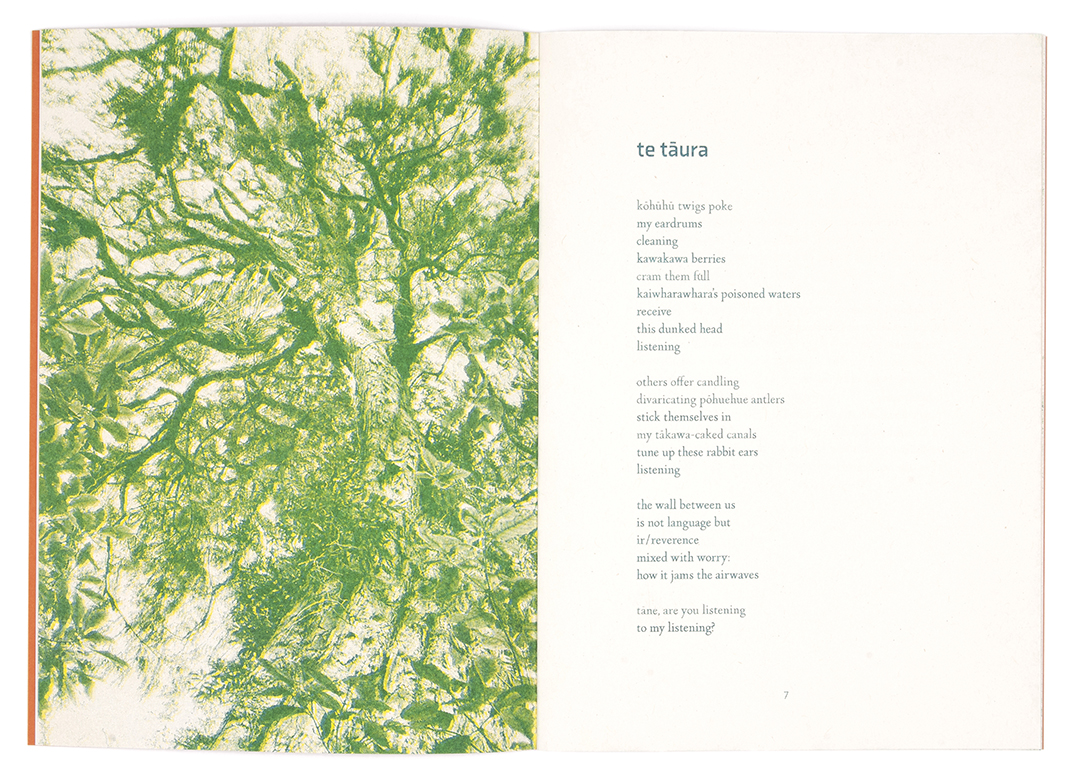 te tāura
kōhūhū twigs poke
my eardrums
cleaning
kawakawa berries
cram them full
kaiwharawhara's poisoned waters
receive
this dunked head
listening
others offer candling
divaricating pōhuehue antlers
stick themselves in
my tākawa-caked canals
tune up these rabbit ears
listening
the wall between us
is not language but
ir/reverence
mixed with worry:
how it jams the airwaves
tāne, are you listening
to my listening?
7